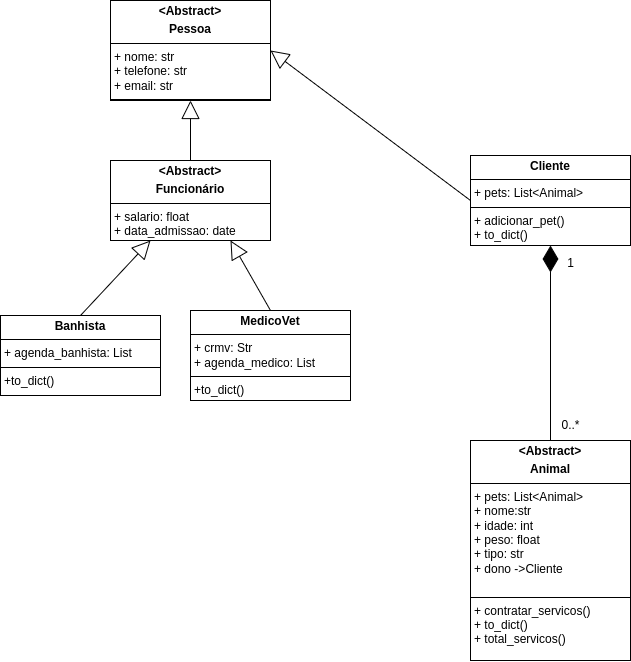 <Abstract>
Pessoa
+ nome: str
+ telefone: str
+ email: str
<Abstract>
Funcionário
+ salario: float
+ data_admissao: date
Cliente
+ pets: List<Animal>
+ adicionar_pet()
+ to_dict()
1
Banhista
+ agenda_banhista: List
+to_dict()
MedicoVet
+ crmv: Str
+ agenda_medico: List
+to_dict()
0..*
<Abstract>
Animal
+ pets: List<Animal>
+ nome:str
+ idade: int
+ peso: float
+ tipo: str
+ dono ->Cliente
+ contratar_servicos()
+ to_dict()
+ total_servicos()